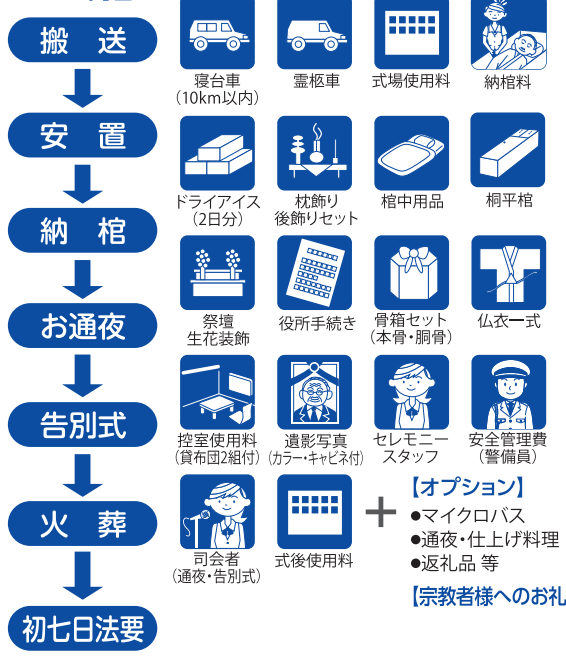 搬 送
安 置
納 棺
お通夜
告別式
火 葬
初七日法要
寝台車
(10km以内)
霊柩車
式場使用料
納棺料
ドライアイス
(2日分)
枕飾り
後飾りセット
棺中用品
桐平棺
祭壇
生花装飾
役所手続き
骨箱セット
(本骨・胴骨)
仏衣一式
控室使用料
(貸布団2組付)
遺影写真
(カラー・キャビネ付)
セレモニー
スタッフ
安全管理費
(警備員)
司会者
(通夜・告別式)
式後使用料
+
【オプション】
●マイクロバス
●通夜・仕上げ料理
●返礼品 等
【宗教者様へのお礼